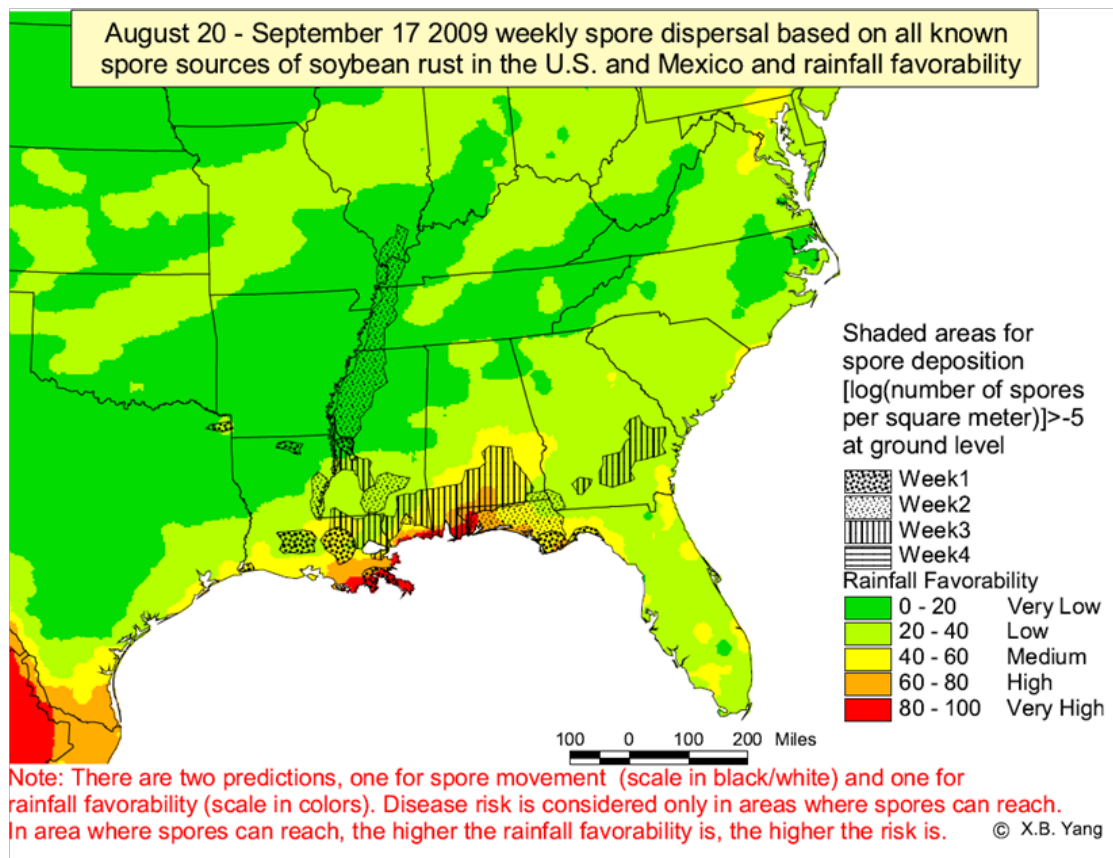 August 20 - September 17 2009 weekly spore dispersal based on all known
spore sources of soybean rust in the U.S. and Mexico and rainfall favorability
Shaded areas for
spore deposition
[log(number of spores
per square meter)]>-5
at ground level
Week1
Week2
Week3
Week4
Rainfall Favorability
0 - 20 Very Low
20 - 40 Low
40 - 60 Medium
60 - 80 High
80 - 100 Very High
100 0 100 200 Miles
Note: There are two predictions, one for spore movement (scale in black/white) and one for
rainfall favorability (scale in colors). Disease risk is considered only in areas where spores can reach.
In area where spores can reach, the higher the rainfall favorability is, the higher the risk is.
© X.B. Yang